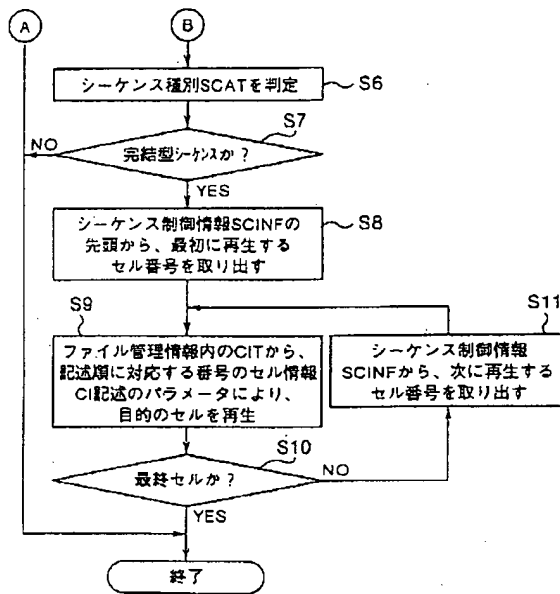 A
B
シーケンス種別SCATを判定
S6
S7
NO
完結型シーケンスか？
YES
シーケンス制御情報SCINFの
先頭から、最初に再生する
セル番号を取り出す
S8
S9
ファイル管理情報内のCITから、
記述順に対応する番号のセル情報
CI記述のパラメータにより、
目的のセルを再生
S11
シーケンス制御情報
SCINFから、次に再生する
セル番号を取り出す
S10
最終セルか？
NO
YES
終了